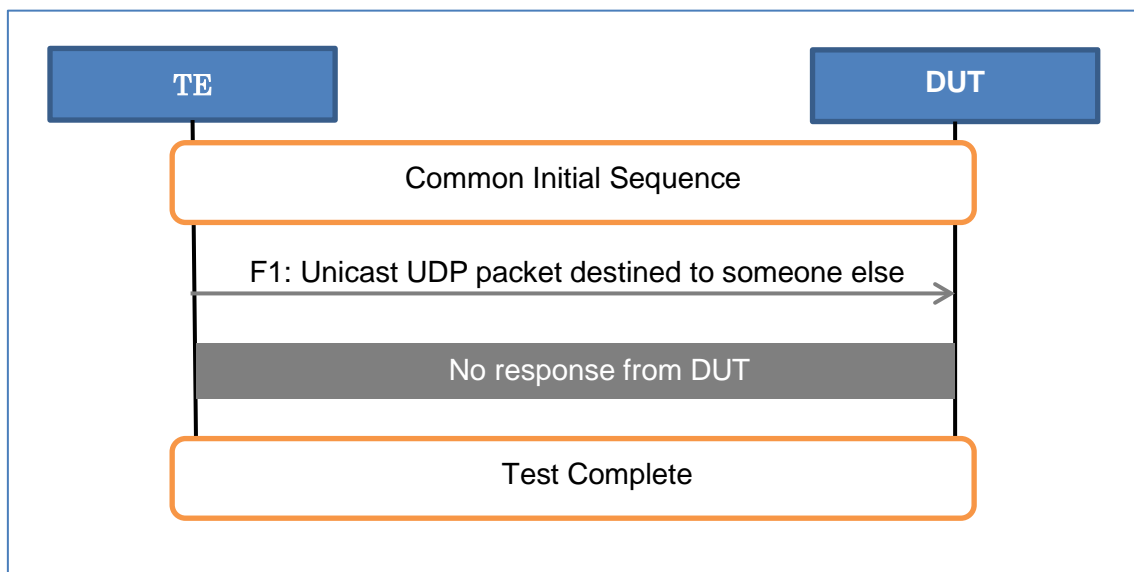 TE
DUT
Common Initial Sequence
F1: Unicast UDP packet destined to someone else
No response from DUT
Test Complete